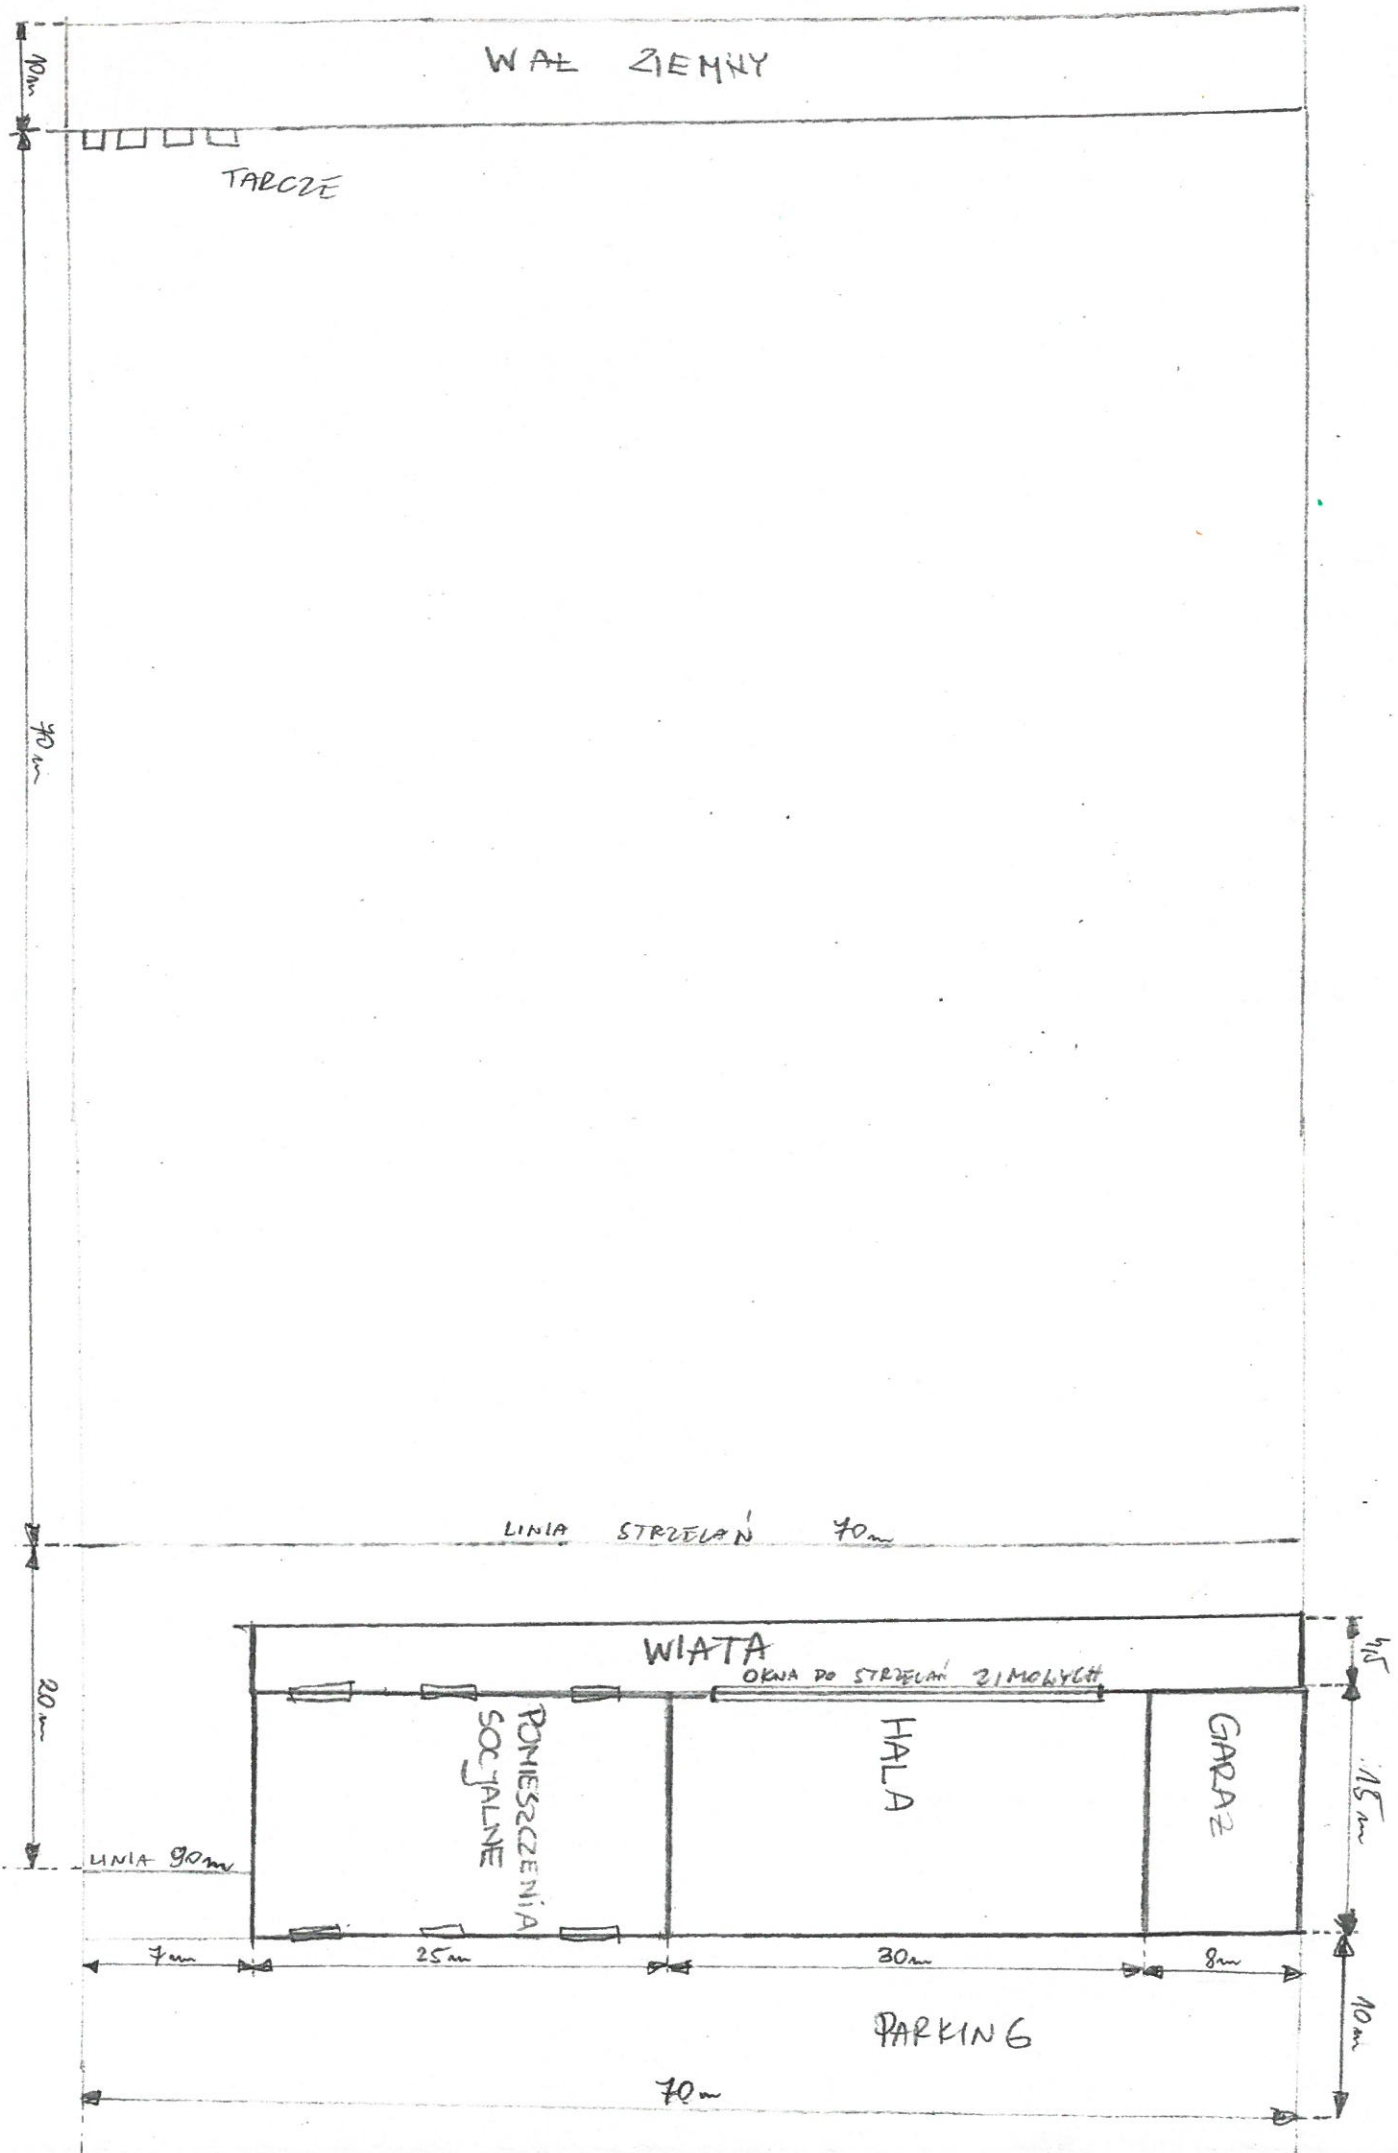 WAŁ ZIEMNY
10m
TARCZE
70m
LINIA STRZELAŃ 70m
WIATA
4,5
OKNA DO STRZELAŃ ZIMOWYCH
20m
POMIESZCZENIA
SOCJALNE
HALA
GARAŻ
15m
LINIA 90m
7m
25m
30m
8m
PARKING
10m
70m